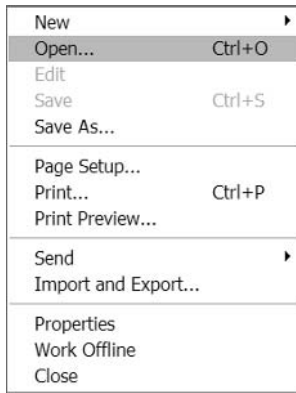 New
Open... Ctrl+O
Edit
Save Ctrl+S
Save As...
Page Setup...
Print... Ctrl+P
Print Preview...
Send
Import and Export...
Properties
Work Offline
Close